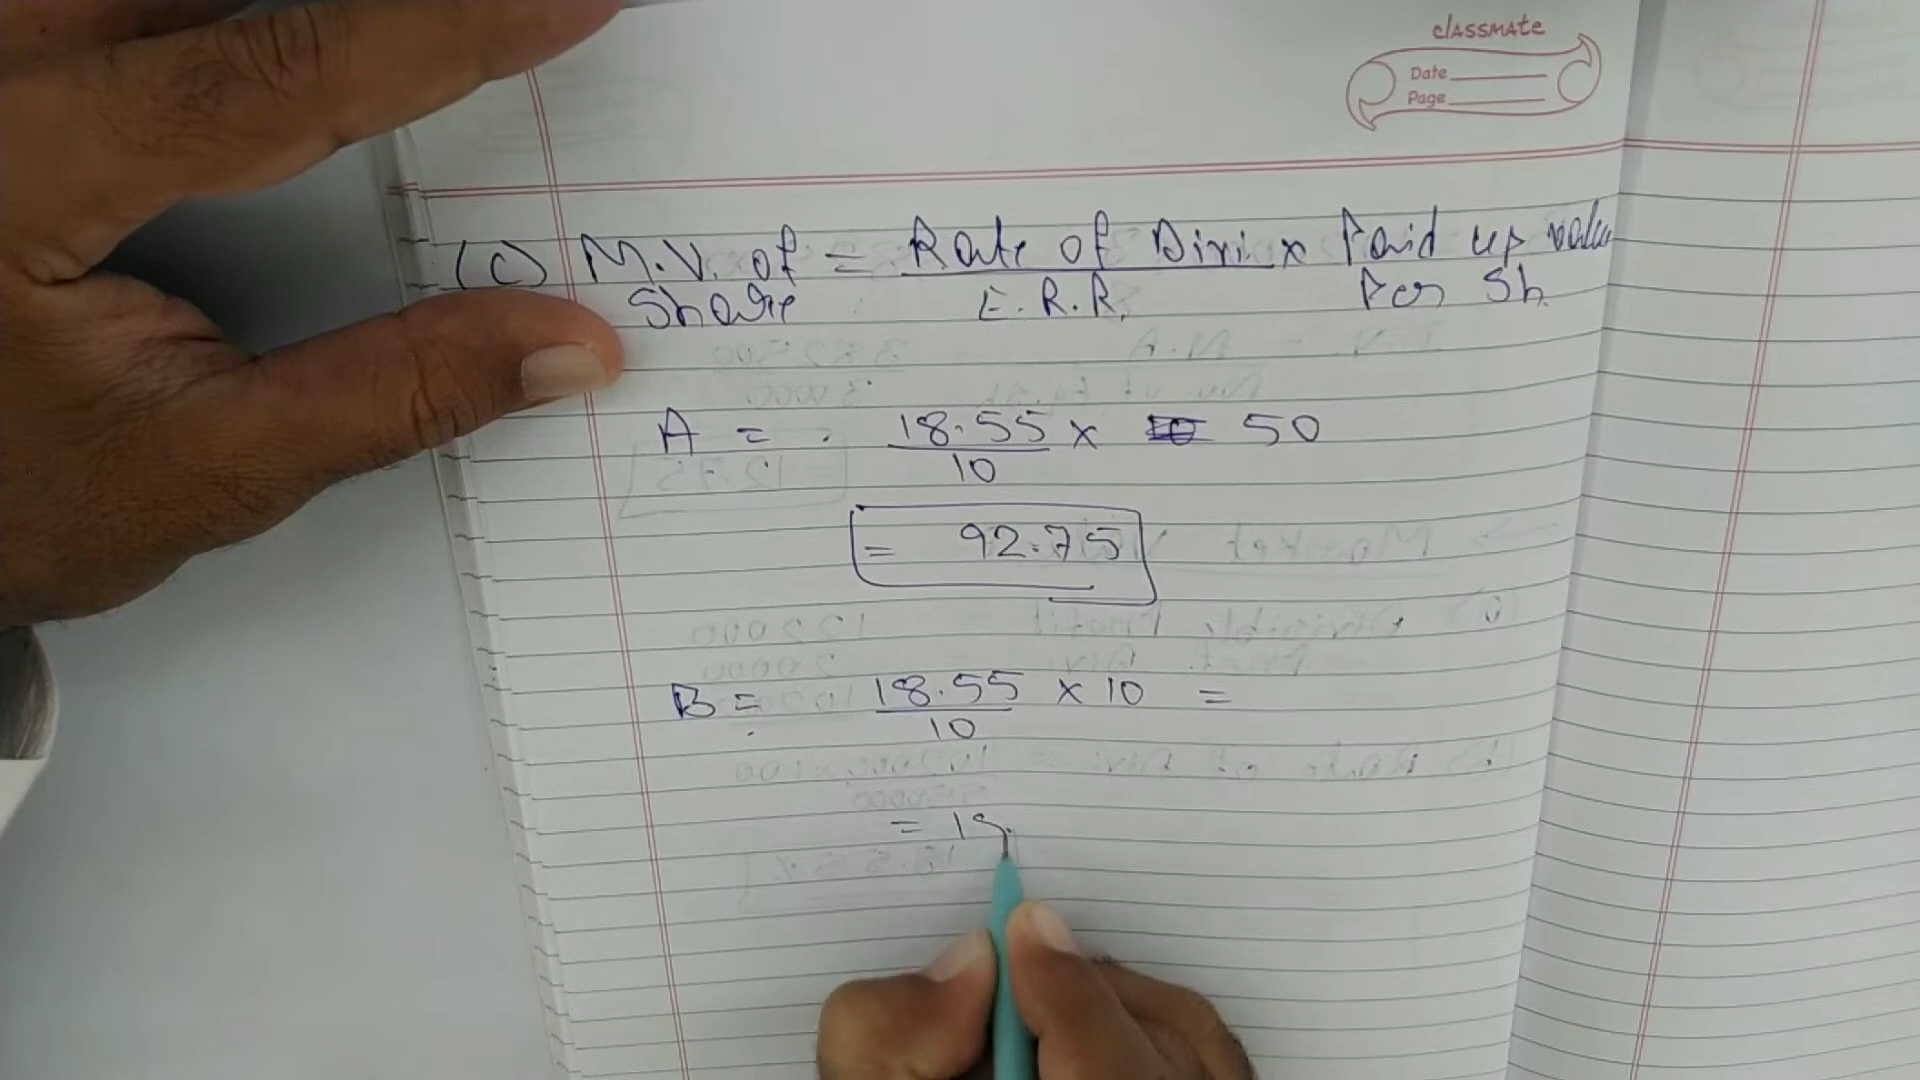 classmate
Date
Page
(C) M.V. of = Rate of Divi. x Paid up value
Share E.R.R. Per Sh.
A = 18.55 x 50
10
= 92.75
B = 18.55 x 10 =
10
= 18.